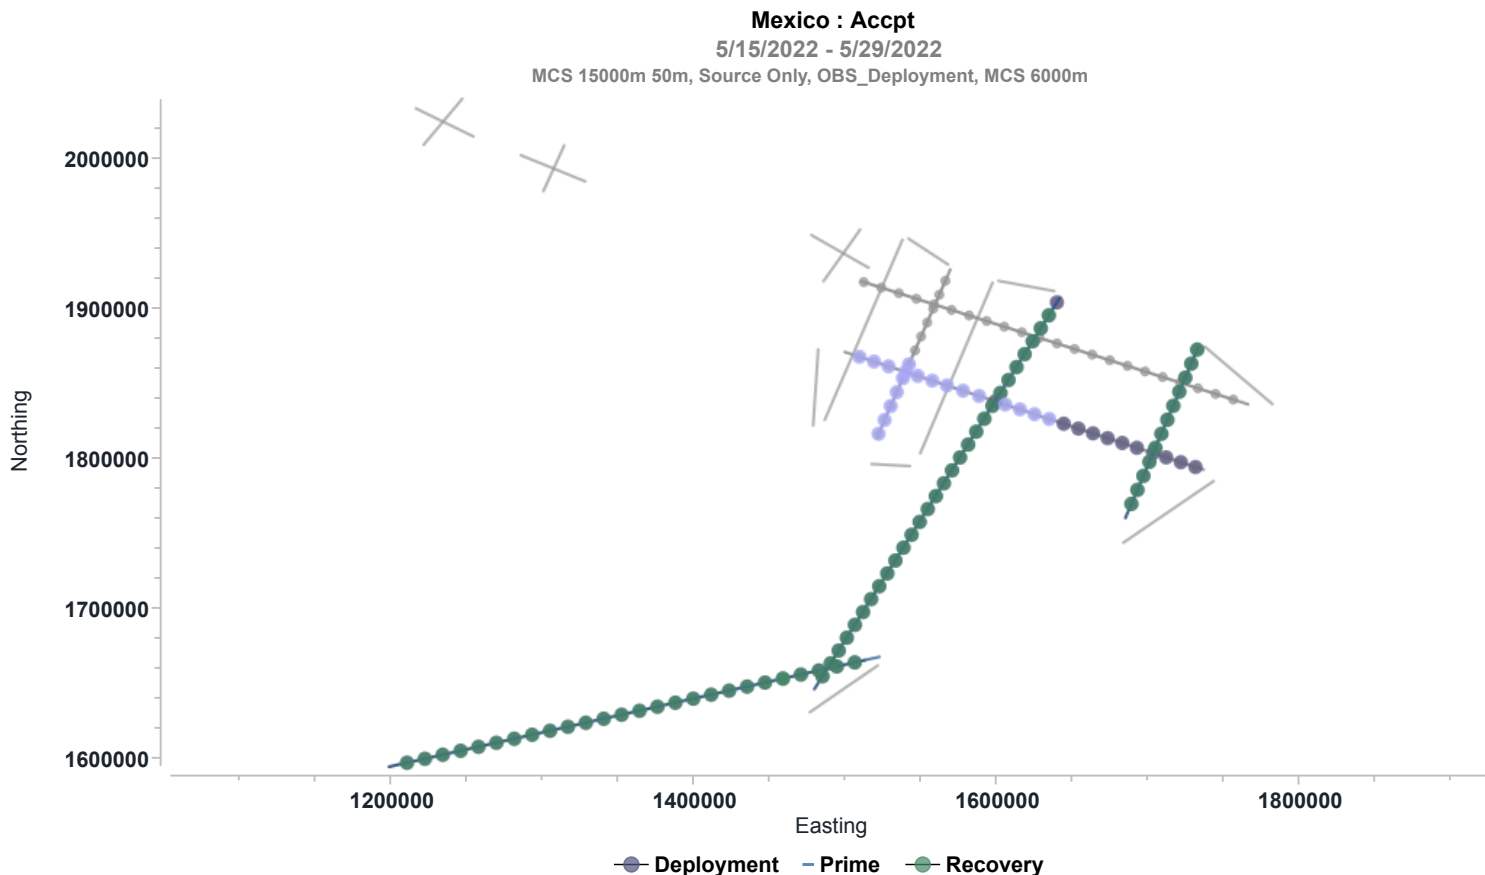 Mexico : Accpt
5/15/2022 - 5/29/2022
MCS 15000m 50m, Source Only, OBS_Deployment, MCS 6000m
Northing
2000000
1900000
1800000
1700000
1600000
1200000 1400000 1600000 1800000
Easting
Deployment Prime Recovery